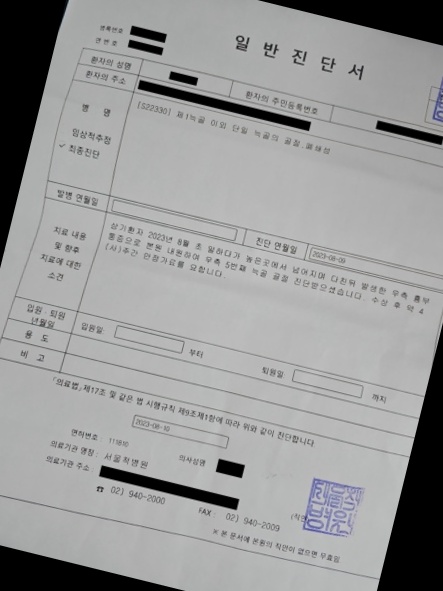 등록번호
연 번 호
일 반 진 단 서
환자의 성명
환자의 주민등록번호
환자의 주소
병 명
[S22330] 제1늑골 이외 단일 늑골의 골절, 폐쇄성
임상적추정
✓ 최종진단
발병 연월일
진단 연월일
2023-08-09
치료 내용
및 향후
치료에 대한
소견
상기환자 2023년 8월 초 일하다가 높은곳에서 넘어지며 다친뒤 발생한 우측 흉부
통증으로 본원 내원하여 우측 5번째 늑골 골절 진단받으셨습니다. 수상 후 약 4
(사)주간 안정가료를 요합니다.
입원 · 퇴원
년월일
입원일
부터
퇴원일
까지
용 도
비 고
「의료법」제17조 및 같은 법 시행규칙 제9조제1항에 따라 위와 같이 진단합니다.
2023-08-10
면허번호 : 111810
의료기관 명칭 : 서울척병원
의사성명
의료기관 주소
☎ 02) 940-2000
FAX : 02) 940-2009
(직인
※ 본 문서에 본원의 직인이 없으면 무효임